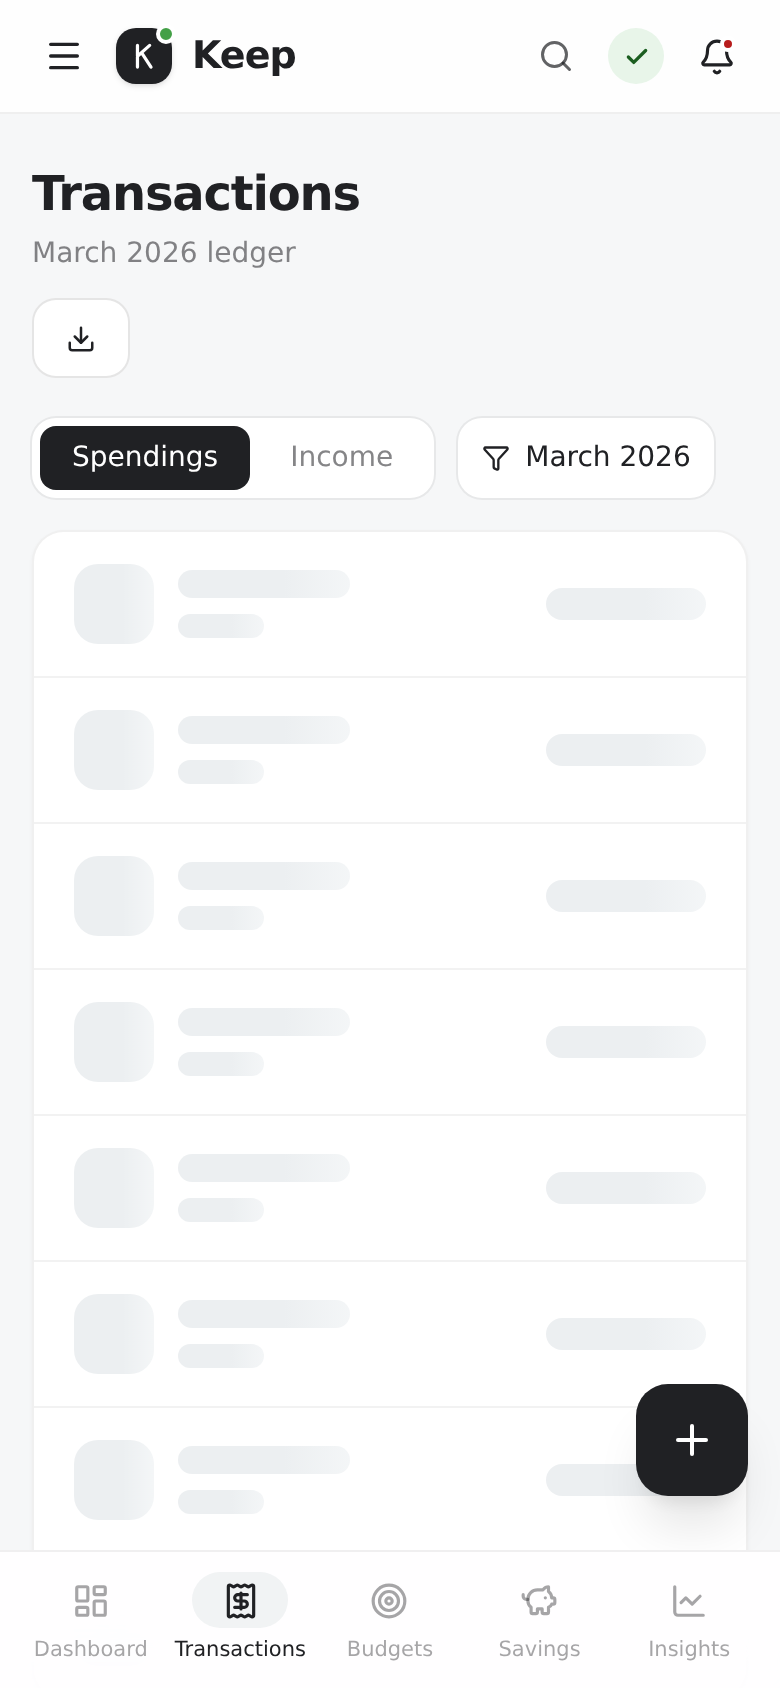 K Keep
Transactions
March 2026 ledger
Spendings Income March 2026
Dashboard Transactions Budgets Savings Insights